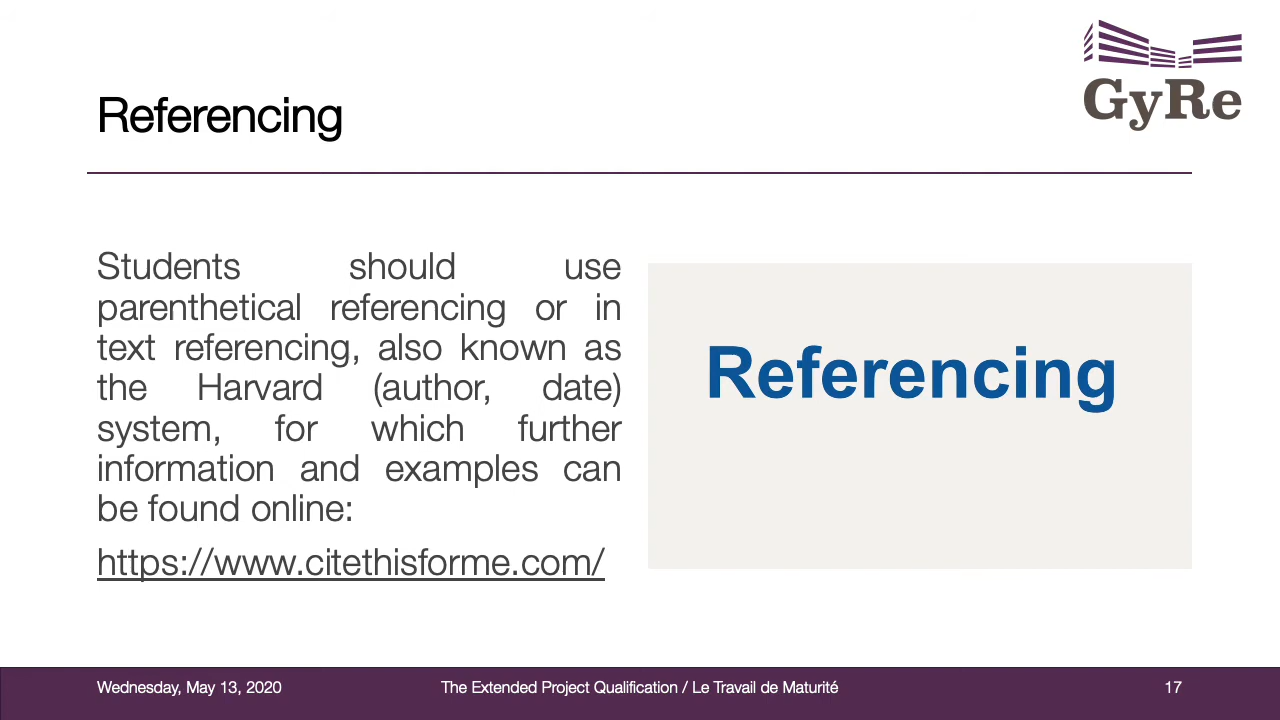 GyRe
Referencing
Students should use
parenthetical referencing or in
text referencing, also known as
the Harvard (author, date)
system, for which further
information and examples can
be found online:
https://www.citethisforme.com/
Referencing
Wednesday, May 13, 2020
The Extended Project Qualification / Le Travail de Maturité
17